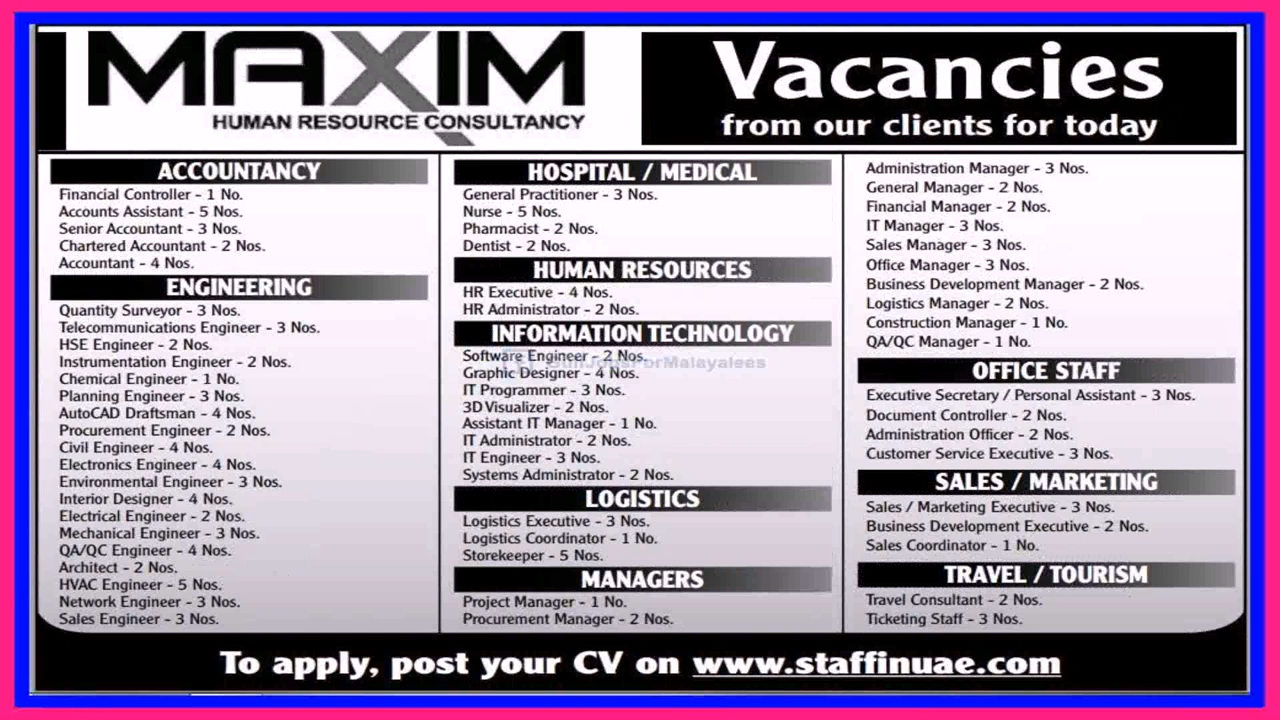 MAXIM
HUMAN RESOURCE CONSULTANCY
Vacancies
from our clients for today
ACCOUNTANCY
Financial Controller - 1 No.
Accounts Assistant - 5 Nos.
Senior Accountant - 3 Nos.
Chartered Accountant - 2 Nos.
Accountant - 4 Nos.
ENGINEERING
Quantity Surveyor - 3 Nos.
Telecommunications Engineer - 3 Nos.
HSE Engineer - 2 Nos.
Instrumentation Engineer - 2 Nos.
Chemical Engineer - 1 No.
Planning Engineer - 3 Nos.
AutoCAD Draftsman - 4 Nos.
Procurement Engineer - 2 Nos.
Civil Engineer - 4 Nos.
Electronics Engineer - 4 Nos.
Environmental Engineer - 3 Nos.
Interior Designer - 4 Nos.
Electrical Engineer - 2 Nos.
Mechanical Engineer - 3 Nos.
QA/QC Engineer - 4 Nos.
Architect - 2 Nos.
HVAC Engineer - 5 Nos.
Network Engineer - 3 Nos.
Sales Engineer - 3 Nos.
HOSPITAL / MEDICAL
General Practitioner - 3 Nos.
Nurse - 5 Nos.
Pharmacist - 2 Nos.
Dentist - 2 Nos.
HUMAN RESOURCES
HR Executive - 4 Nos.
HR Administrator - 2 Nos.
INFORMATION TECHNOLOGY
Software Engineer - 2 Nos.
GulfJobsForMalayalees
Graphic Designer - 4 Nos.
IT Programmer - 3 Nos.
3D Visualizer - 2 Nos.
Assistant IT Manager - 1 No.
IT Administrator - 2 Nos.
IT Engineer - 3 Nos.
Systems Administrator - 2 Nos.
LOGISTICS
Logistics Executive - 3 Nos.
Logistics Coordinator - 1 No.
Storekeeper - 5 Nos.
MANAGERS
Project Manager - 1 No.
Procurement Manager - 2 Nos.
Administration Manager - 3 Nos.
General Manager - 2 Nos.
Financial Manager - 2 Nos.
IT Manager - 3 Nos.
Sales Manager - 3 Nos.
Office Manager - 3 Nos.
Business Development Manager - 2 Nos.
Logistics Manager - 2 Nos.
Construction Manager - 1 No.
QA/QC Manager - 1 No.
OFFICE STAFF
Executive Secretary / Personal Assistant - 3 Nos.
Document Controller - 2 Nos.
Administration Officer - 2 Nos.
Customer Service Executive - 3 Nos.
SALES / MARKETING
Sales / Marketing Executive - 3 Nos.
Business Development Executive - 2 Nos.
Sales Coordinator - 1 No.
TRAVEL / TOURISM
Travel Consultant - 2 Nos.
Ticketing Staff - 3 Nos.
To apply, post your CV on www.staffinuae.com